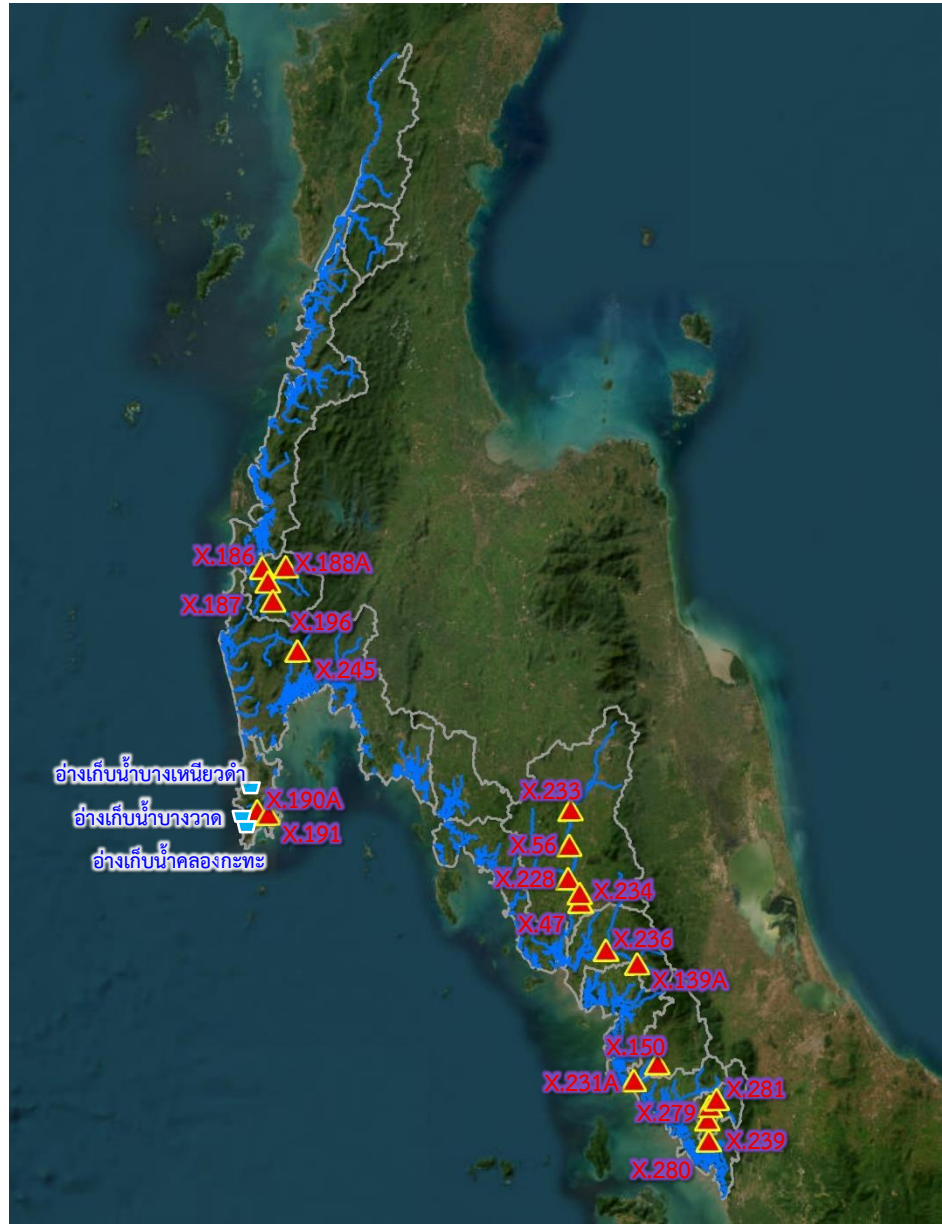 X.186
X.188A
X.187
X.196
X.245
อ่างเก็บน้ำบางเหนียวดำ
X.190A
อ่างเก็บน้ำบางวาด
X.191
อ่างเก็บน้ำคลองกะทะ
X.233
X.56
X.228
X.234
X.47
X.236
X.139A
X.150
X.231A
X.281
X.279
X.239
X.280